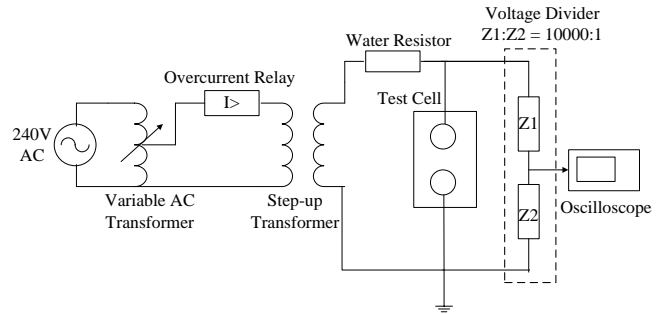 Voltage Divider
Z1:Z2 = 10000:1
Water Resistor
Overcurrent Relay
I>
Test Cell
Z1
240V
AC
Z2
Oscilloscope
Variable AC
Transformer
Step-up
Transformer